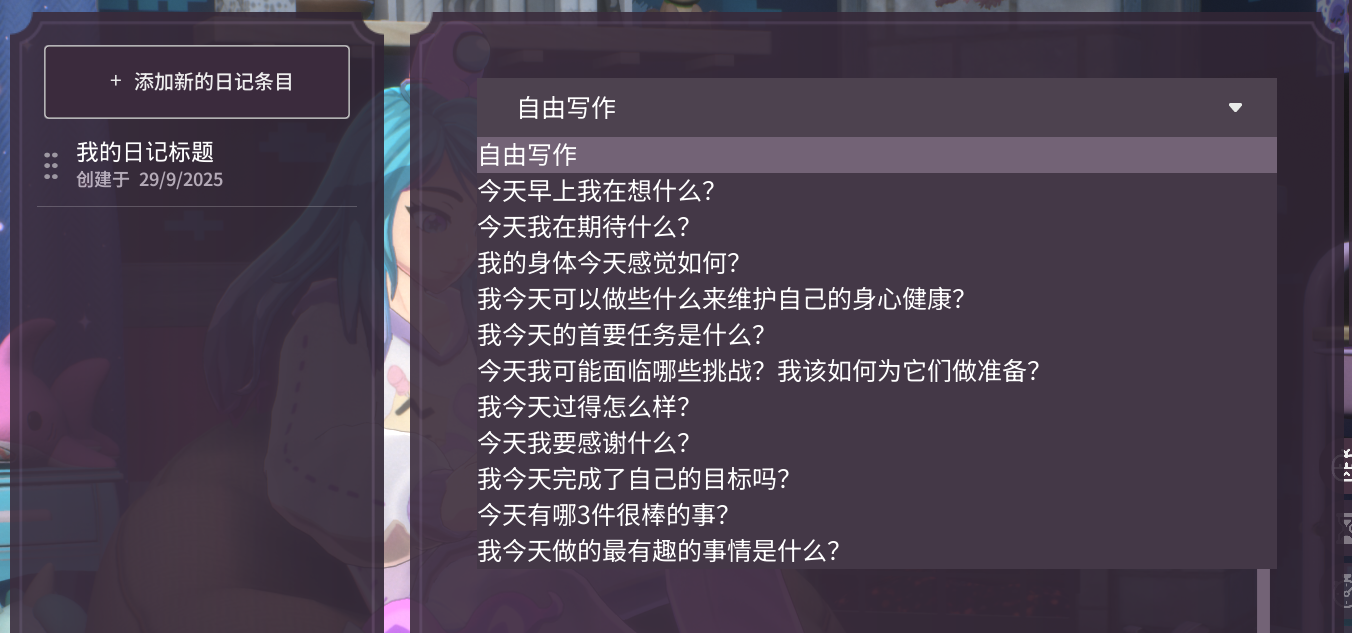 + 添加新的日记条目
我的日记标题
创建于 29/9/2025
自由写作
自由写作
今天早上我在想什么？
今天我在期待什么？
我的身体今天感觉如何？
我今天可以做些什么来维护自己的身心健康？
我今天的首要任务是什么？
今天我可能面临哪些挑战？我该如何为它们做准备？
我今天过得怎么样？
今天我要感谢什么？
我今天完成了自己的目标吗？
今天有哪3件很棒的事？
我今天做的最有趣的事情是什么？